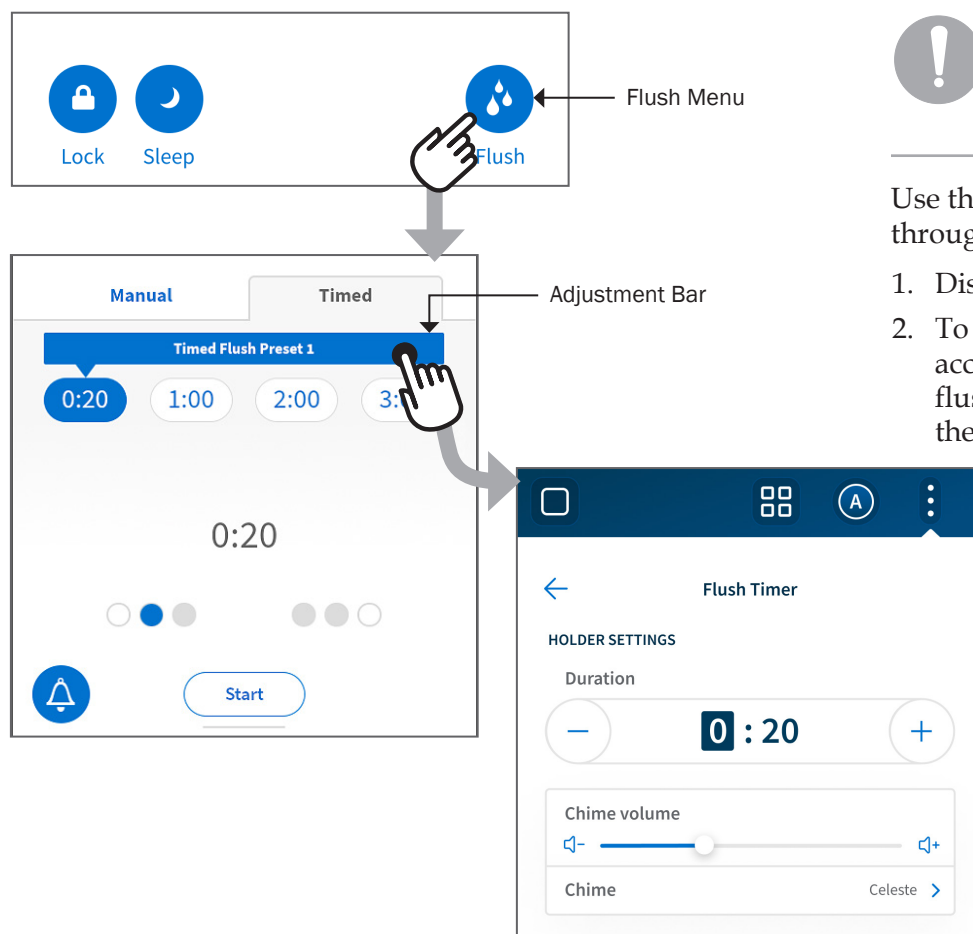 Flush Menu
Lock Sleep Flush
Use th
throug
Manual Timed
Adjustment Bar
1. Dis
Timed Flush Preset 1
2. To
acc
flus
the
0:20 1:00 2:00 3:
0:20
Start
A
Flush Timer
HOLDER SETTINGS
Duration
0 : 20
Chime volume
Chime Celeste